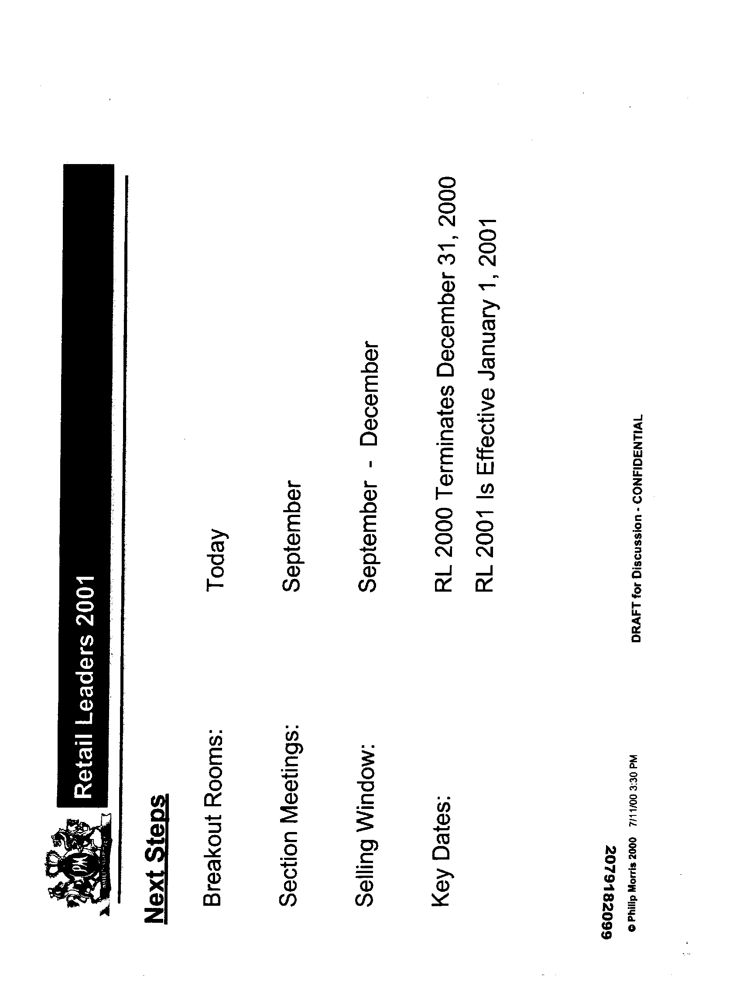 Retail Leaders 2001
Next Steps
Breakout Rooms: Today
Section Meetings: September
Selling Window: September - December
Key Dates: RL 2000 Terminates December 31, 2000
RL 2001 Is Effective January 1, 2001
2079182099
© Philip Morris 2000 7/11/00 3:30 PM DRAFT for Discussion - CONFIDENTIAL